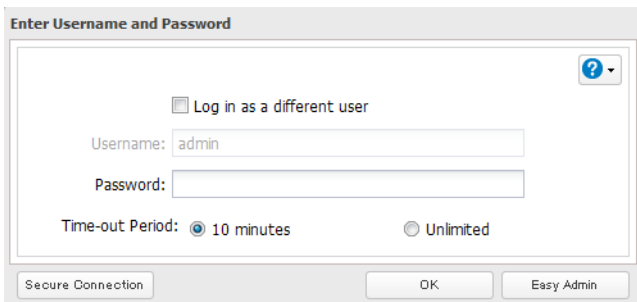 Enter Username and Password
?
Log in as a different user
Username: admin
Password:
Time-out Period: 10 minutes Unlimited
Secure Connection OK Easy Admin